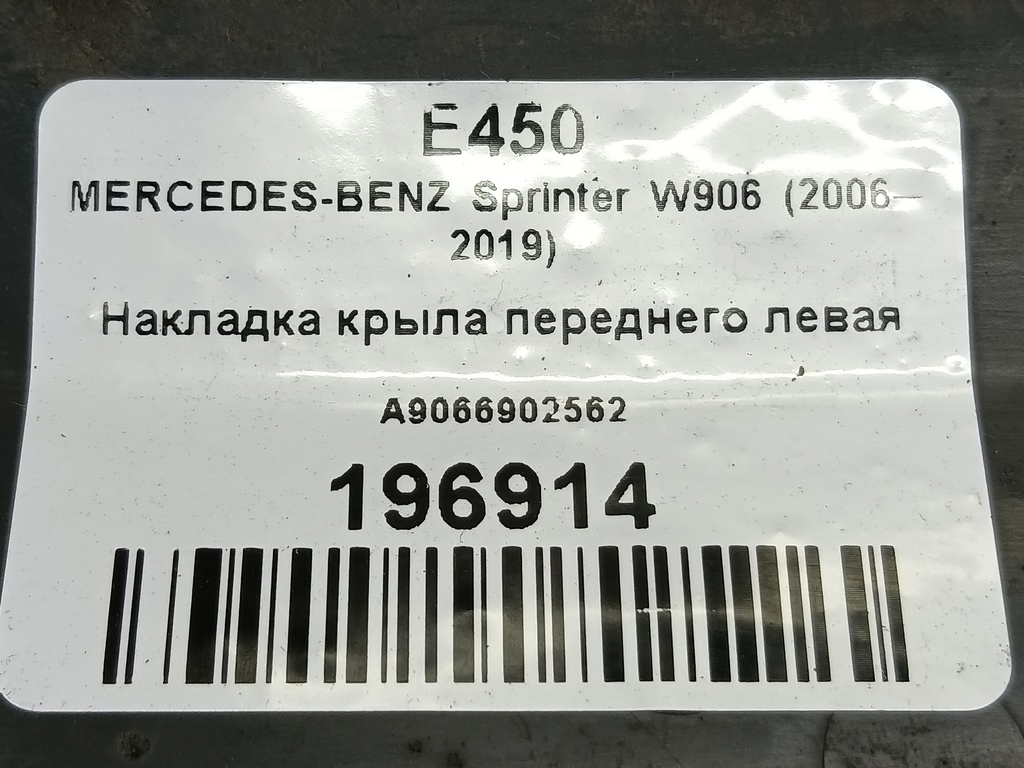 E450
MERCEDES-BENZ Sprinter W906 (2006–
2019)
Накладка крыла переднего левая
A9066902562
196914